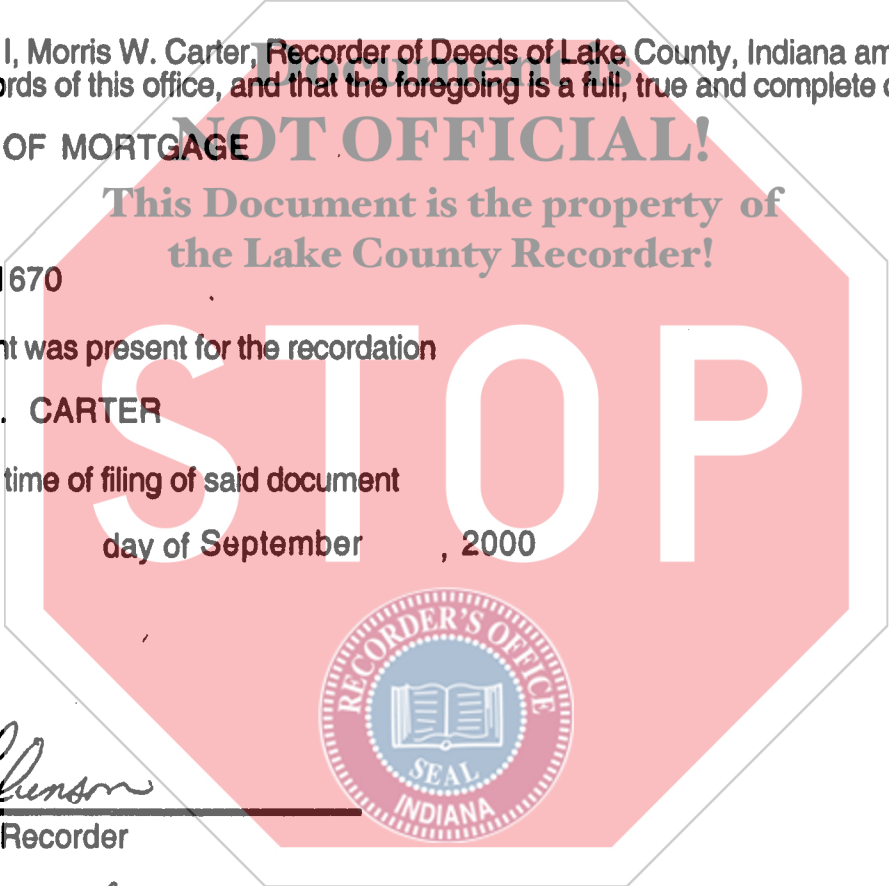 I, Morris W. Carter, Recorder of Deeds of Lake County, Indiana am
Document is
rds of this office, and that the foregoing is a full, true and complete
NOT OFFICIAL!
OF MORTGAGE
This Document is the property of
the Lake County Recorder!
1670
nt was present for the recordation
STOP
. CARTER
time of filing of said document
day of September , 2000
RECORDER'S OFFICE
SEAL
INDIANA
Recorder